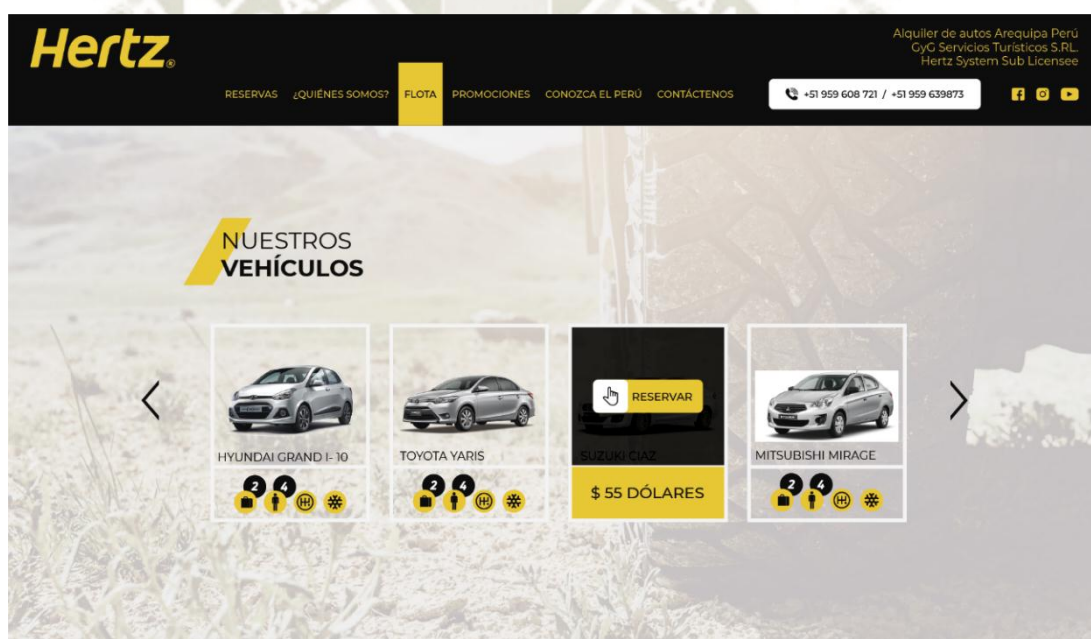 Hertz®
Alquiler de autos Arequipa Perú
GyG Servicios Turísticos S.RL.
Hertz System Sub Licensee
RESERVAS ¿QUIÉNES SOMOS? FLOTA PROMOCIONES CONOZCA EL PERÚ CONTÁCTENOS +51 959 608 721 / +51 959 639873
NUESTROS
VEHÍCULOS
RESERVAR
HYUNDAI GRAND I- 10 TOYOTA YARIS SUZUKI CIAZ MITSUBISHI MIRAGE
2 4 2 4 $ 55 DÓLARES 2 4